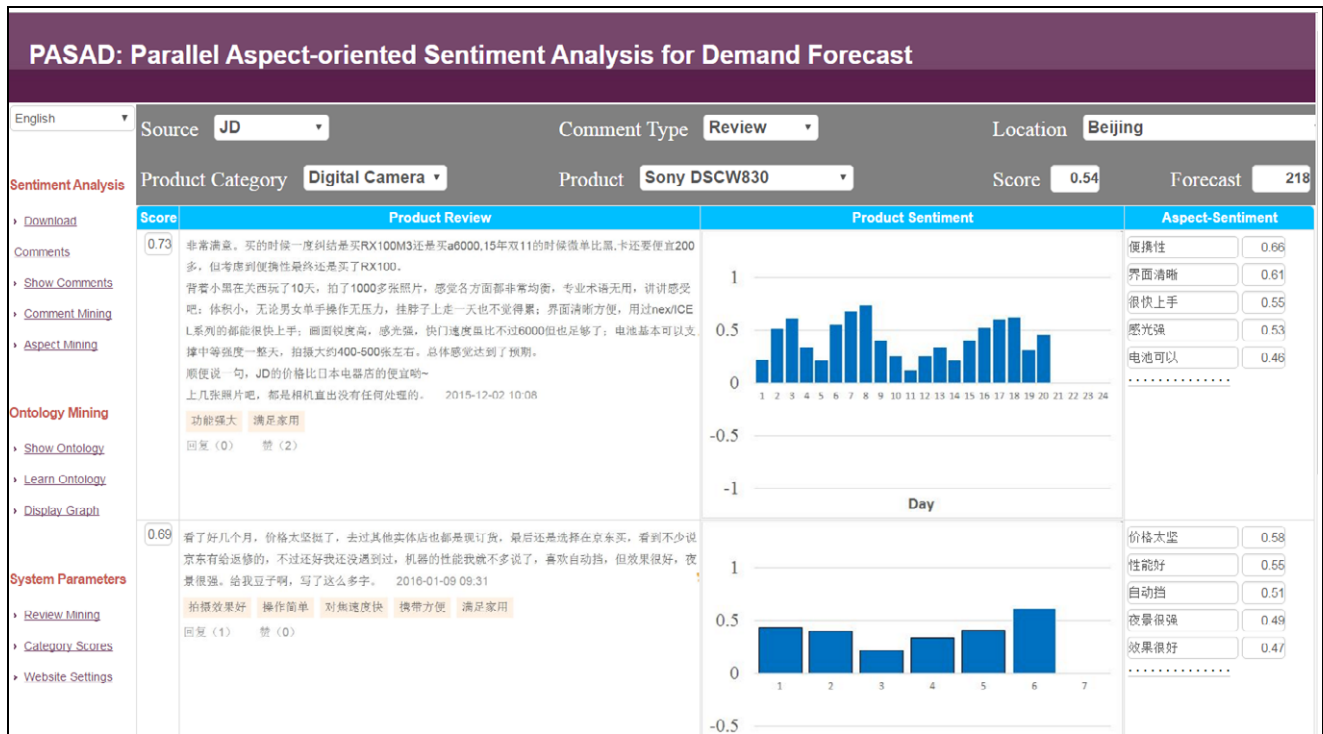 PASAD: Parallel Aspect-oriented Sentiment Analysis for Demand Forecast
English
Source JD Comment Type Review Location Beijing
Product Category Digital Camera Product Sony DSCW830 Score 0.54 Forecast 218
Sentiment Analysis
Download
Comments
Show Comments
Comment Mining
Aspect Mining
Ontology Mining
Show Ontology
Learn Ontology
Display Graph
System Parameters
Review Mining
Category Scores
Website Settings
Score Product Review Product Sentiment Aspect-Sentiment
0.73
非常满意。买的时候一度纠结是买RX100M3还是买a6000,15年双11的时候微单比黑,卡还要便宜200
多，但考虑到便携性最终还是买了RX100。
背着小黑在关西玩了10天，拍了1000多张照片，感觉各方面都非常均衡，专业术语无用，讲讲感受
吧：体积小，无论男女单手操作无压力，挂脖子上走一天也不觉得累；界面清晰方便，用过nex/ICE
L系列的都能很快上手；画面锐度高，感光强，快门速度虽比不过6000但也足够了；电池基本可以支
撑中等强度一整天，拍摄大约400-500张左右。总体感觉达到了预期。
顺便说一句，JD的价格比日本电器店的便宜哟~
上几张照片吧，都是相机直出没有任何处理的。 2015-12-02 10:08
功能强大 满足家用
回复（0） 赞（2）
1
0.5
0
-0.5
-1
1 2 3 4 5 6 7 8 9 10 11 12 13 14 15 16 17 18 19 20 21 22 23 24
Day
便携性 0.66
界面清晰 0.61
很快上手 0.55
感光强 0.53
电池可以 0.46
..............
0.69
看了好几个月，价格太坚挺了，去过其他实体店也都是现订货，最后还是选择在京东买，看到不少说
京东有给返修的，不过还好我还没遇到过，机器的性能我就不多说了，喜欢自动挡，但效果很好，夜
景很强。给我豆子啊，写了这么多字。 2016-01-09 09:31
拍摄效果好 操作简单 对焦速度快 携带方便 满足家用
回复（1） 赞（0）
1
0.5
0
-0.5
1 2 3 4 5 6 7
价格太坚 0.58
性能好 0.55
自动挡 0.51
夜景很强 0.49
效果很好 0.47
..............